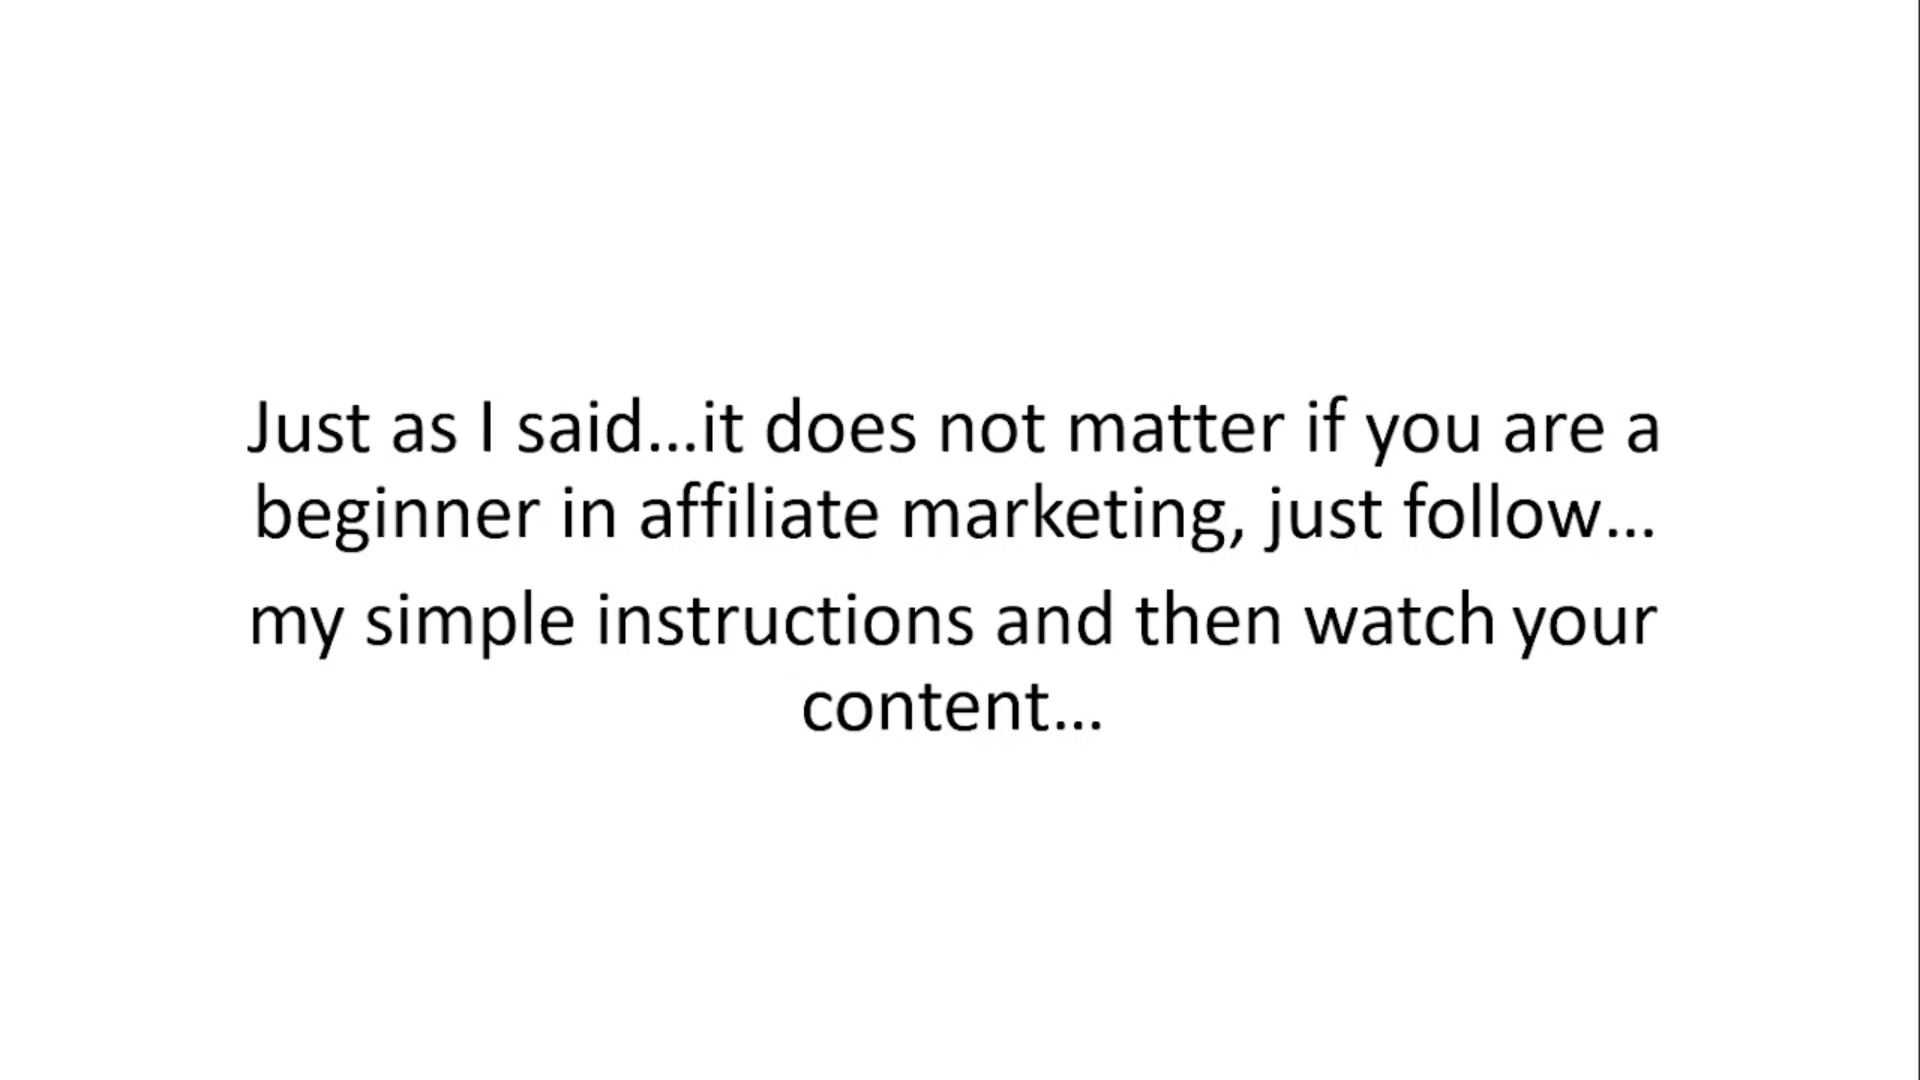 Just as I said...it does not matter if you are a
beginner in affiliate marketing, just follow...
my simple instructions and then watch your
content...